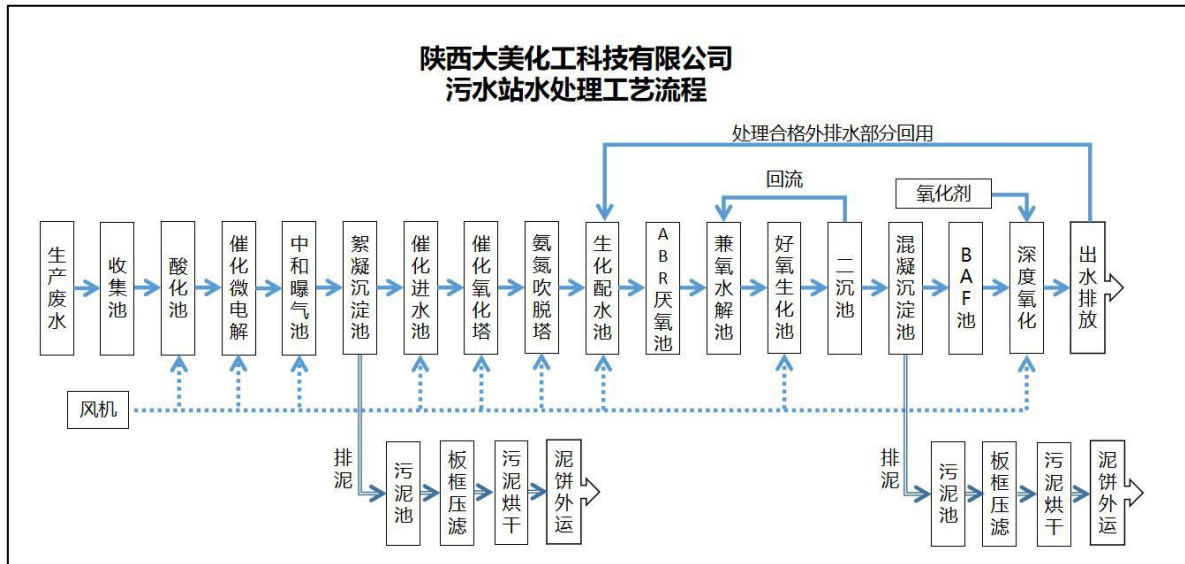 陕西大美化工科技有限公司
污水站水处理工艺流程
处理合格外排水部分回用
回流
氧化剂
生产废水
收集池
酸化池
催化微电解
中和曝气池
絮凝沉淀池
催化进水池
催化氧化塔
氨氮吹脱塔
生化配水池
ABR厌氧池
兼氧水解池
好氧生化池
二沉池
混凝沉淀池
BAF池
深度氧化
出水排放
风机
排泥
污泥池
板框压滤
污泥烘干
泥饼外运
排泥
污泥池
板框压滤
污泥烘干
泥饼外运